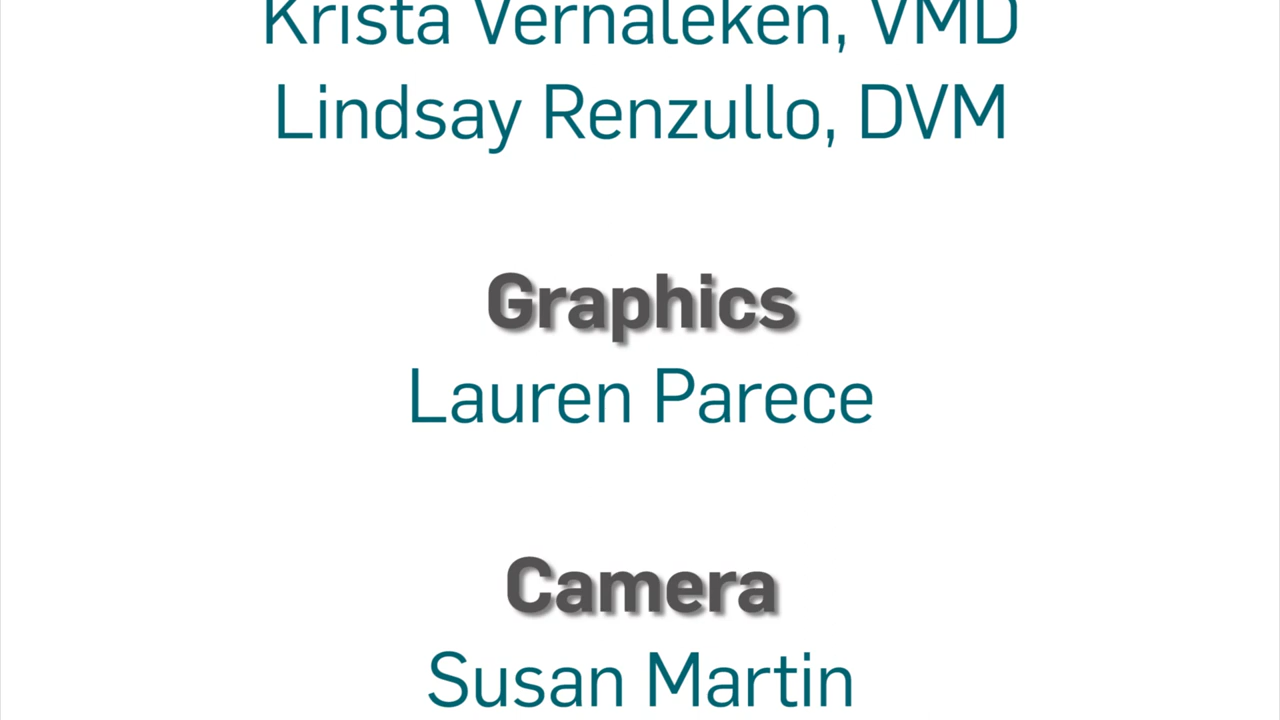 Krista Vernaleken, VMD
Lindsay Renzullo, DVM
Graphics
Lauren Parece
Camera
Susan Martin